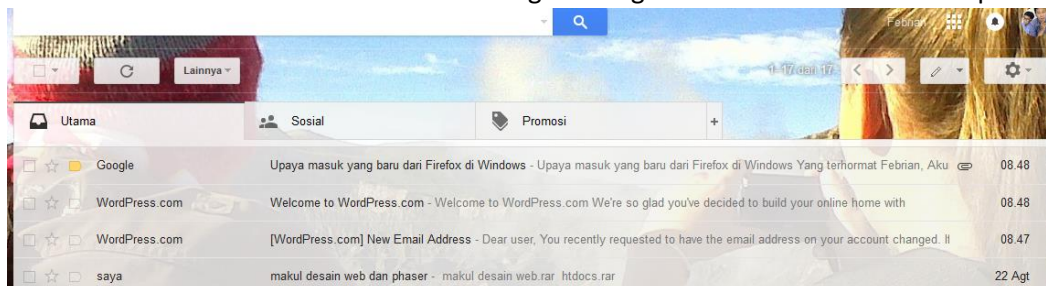 Febrian
Lainnya
1-17 dari 17
Utama
Sosial
Promosi
+
Google Upaya masuk yang baru dari Firefox di Windows - Upaya masuk yang baru dari Firefox di Windows Yang terhormat Febrian, Aku 08.48
WordPress.com Welcome to WordPress.com - Welcome to WordPress.com We're so glad you've decided to build your online home with 08.48
WordPress.com [WordPress.com] New Email Address - Dear user, You recently requested to have the email address on your account changed. If 08.47
saya makul desain web dan phaser - makul desain web.rar htdocs.rar 22 Agt